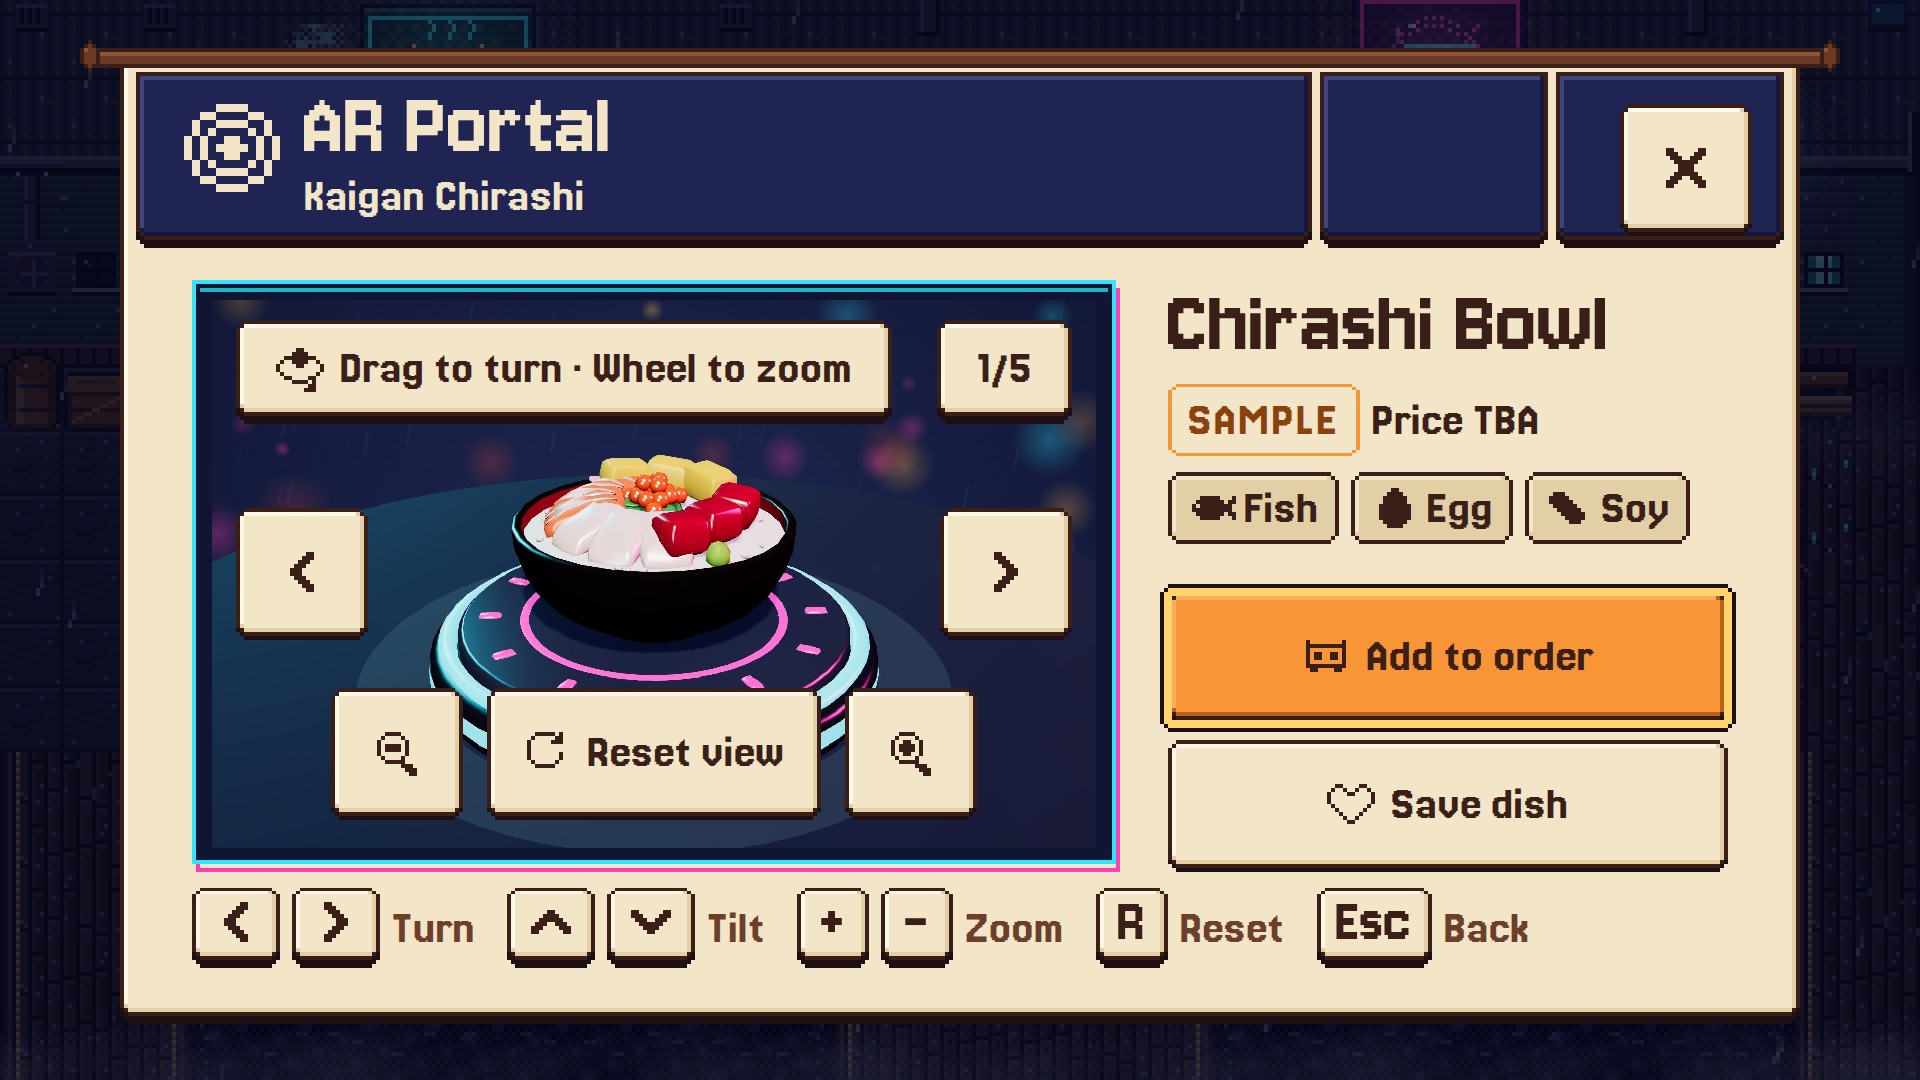 AR Portal
Kaigan Chirashi
Drag to turn · Wheel to zoom
1/5
Reset view
Chirashi Bowl
SAMPLE Price TBA
Fish Egg Soy
Add to order
Save dish
Turn Tilt + - Zoom R Reset Esc Back